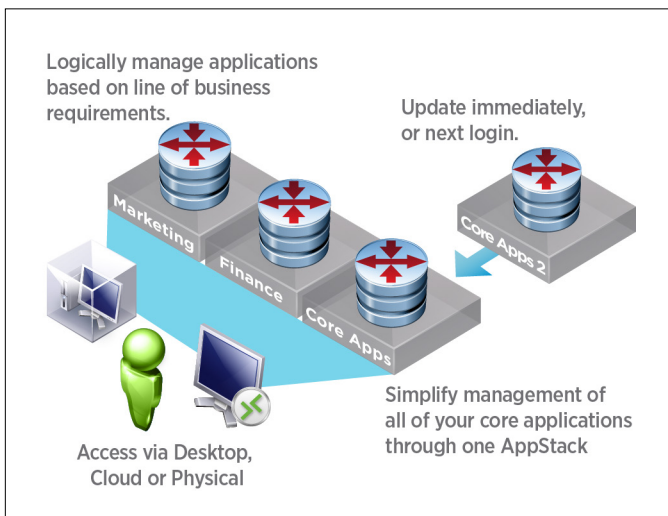 Logically manage applications
based on line of business
requirements.
Update immediately,
or next login.
Marketing
Finance
Core Apps
Core Apps 2
Simplify management of
all of your core applications
through one AppStack
Access via Desktop,
Cloud or Physical